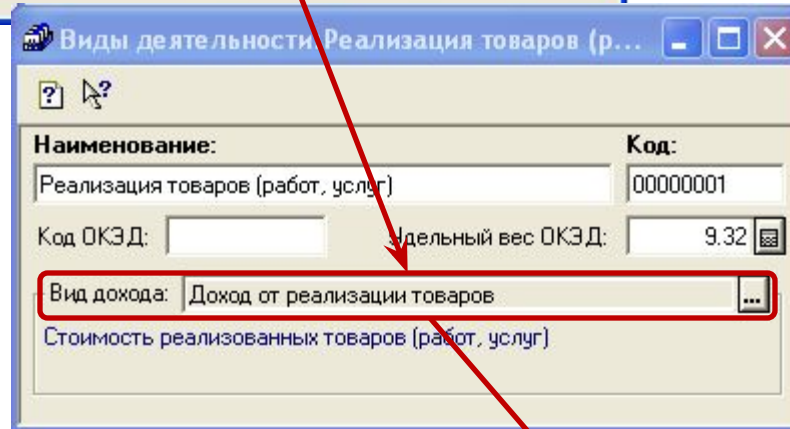 Виды деятельности:Реализация товаров (р...
Наименование: Код:
Реализация товаров (работ, услуг) 00000001
Код ОКЭД: Удельный вес ОКЭД: 9.32
Вид дохода: Доход от реализации товаров ...
Стоимость реализованных товаров (работ, услуг)